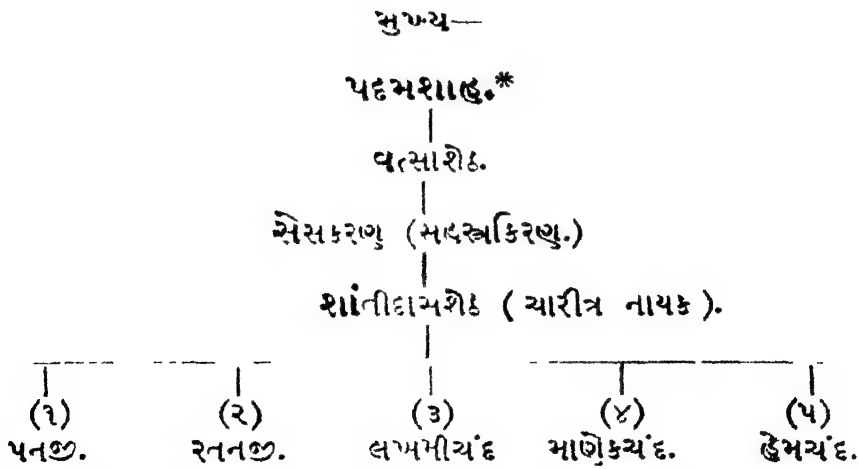 મુખ્ય—
પદમશાહ.*
વત્સાશેઠ.
સેસકરણ (સહસ્ત્રકિરણ.)
શાંતીદાસશેઠ ( ચારીત્ર નાયક ).
(૧) (૨) (૩) (૪) (૫)
પનજી. રતનજી. લખમીચંદ માણેકચંદ. હેમચંદ.